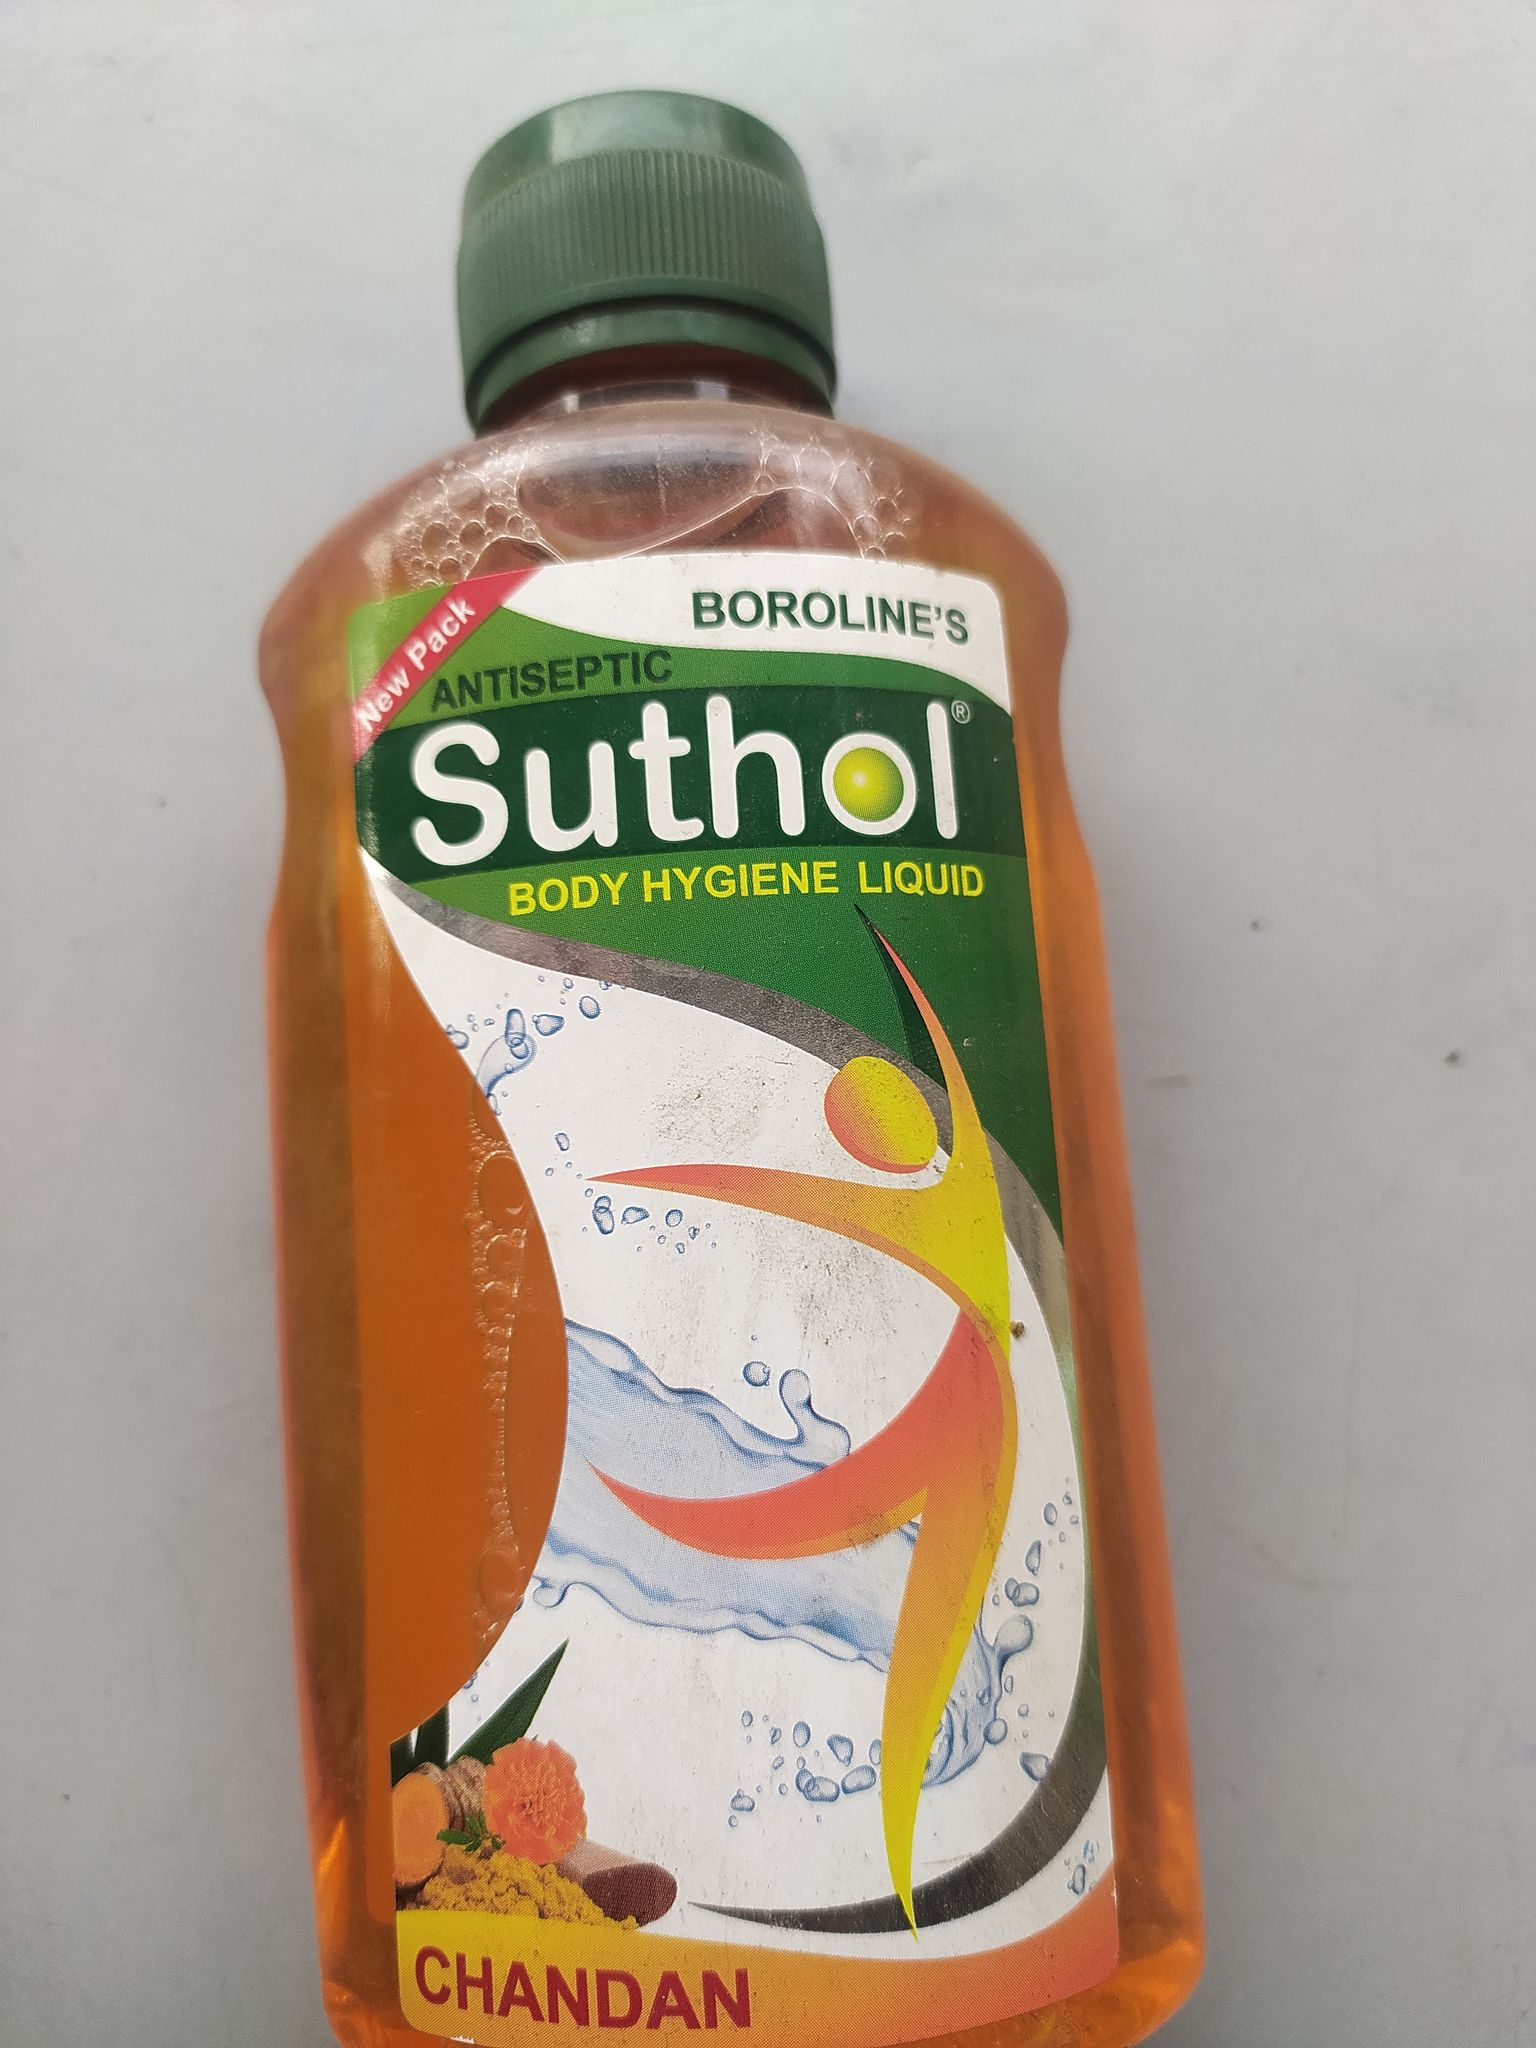 BOROLINE'S
New Pack
ANTISEPTIC
Suthol®
BODY HYGIENE LIQUID
CHANDAN